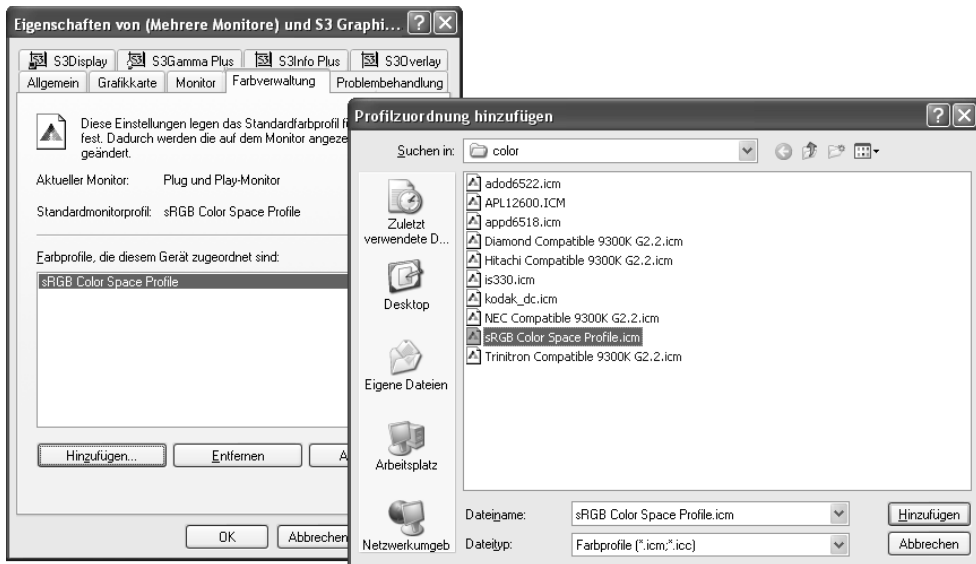 Eigenschaften von (Mehrere Monitore) und S3 Graphi...
S3Display S3Gamma Plus S3Info Plus S3Overlay
Allgemein Grafikkarte Monitor Farbverwaltung Problembehandlung
Diese Einstellungen legen das Standardfarbprofil
fest. Dadurch werden die auf dem Monitor
geändert.
Aktueller Monitor: Plug und Play-Monitor
Standardmonitorprofil: sRGB Color Space Profile
Farbprofile, die diesem Gerät zugeordnet sind:
sRGB Color Space Profile
Hinzufügen... Entfernen
OK Abbrechen
Profilzuordnung hinzufügen
Suchen in: color
Zuletzt
verwendete D...
Desktop
Eigene Dateien
Arbeitsplatz
Netzwerkumgeb
adod6522.icm
APL12600.ICM
appd6518.icm
Diamond Compatible 9300K G2.2.icm
Hitachi Compatible 9300K G2.2.icm
is330.icm
kodak_dc.icm
NEC Compatible 9300K G2.2.icm
sRGB Color Space Profile.icm
Trinitron Compatible 9300K G2.2.icm
Dateiname: sRGB Color Space Profile.icm Hinzufügen
Dateityp: Farbprofile (*.icm;*.icc) Abbrechen